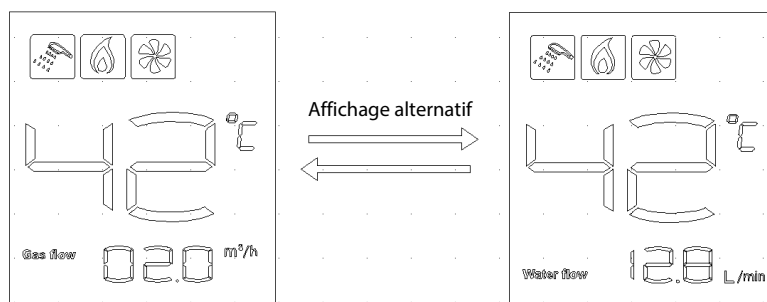 Affichage alternatif
42 °C
Gas flow 02.0 m³/h
42 °C
Water flow 12.8 L/min